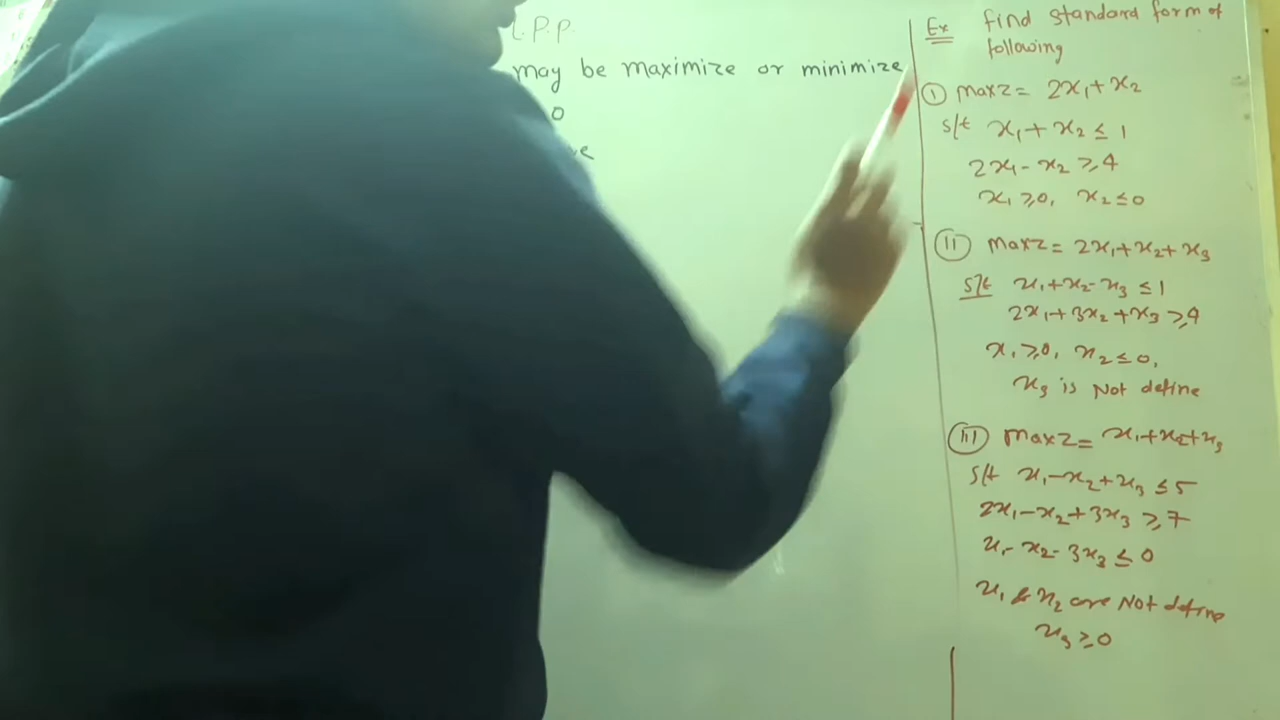 L.P.P.
may be maximize or minimize
0
Ex find standard form of
following
I max z = 2x₁ + x₂
s/t x₁ + x₂ ≤ 1
2x₁ - x₂ ≥ 4
x₁ ≥ 0, x₂ ≤ 0
II max z = 2x₁ + x₂ + x₃
s/t x₁ + x₂ - x₃ ≤ 1
2x₁ + 3x₂ + x₃ ≥ 4
x₁ ≥ 0, x₂ ≤ 0,
x₃ is Not define
III max z = x₁ + x₂ + x₃
s/t x₁ - x₂ + x₃ ≤ 5
2x₁ - x₂ + 3x₃ ≥ 7
x₁ - x₂ - 3x₃ ≤ 0
x₁ & x₂ are Not define
x₃ ≥ 0